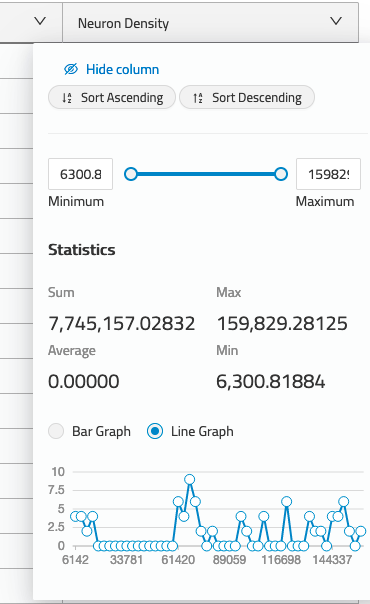 Neuron Density
Hide column
Sort Ascending Sort Descending
6300.8 159829
Minimum Maximum
Statistics
Sum Max
7,745,157.02832 159,829.28125
Average Min
0.00000 6,300.81884
Bar Graph Line Graph
10
7.5
5
2.5
0
6142 33781 61420 89059 116698 144337